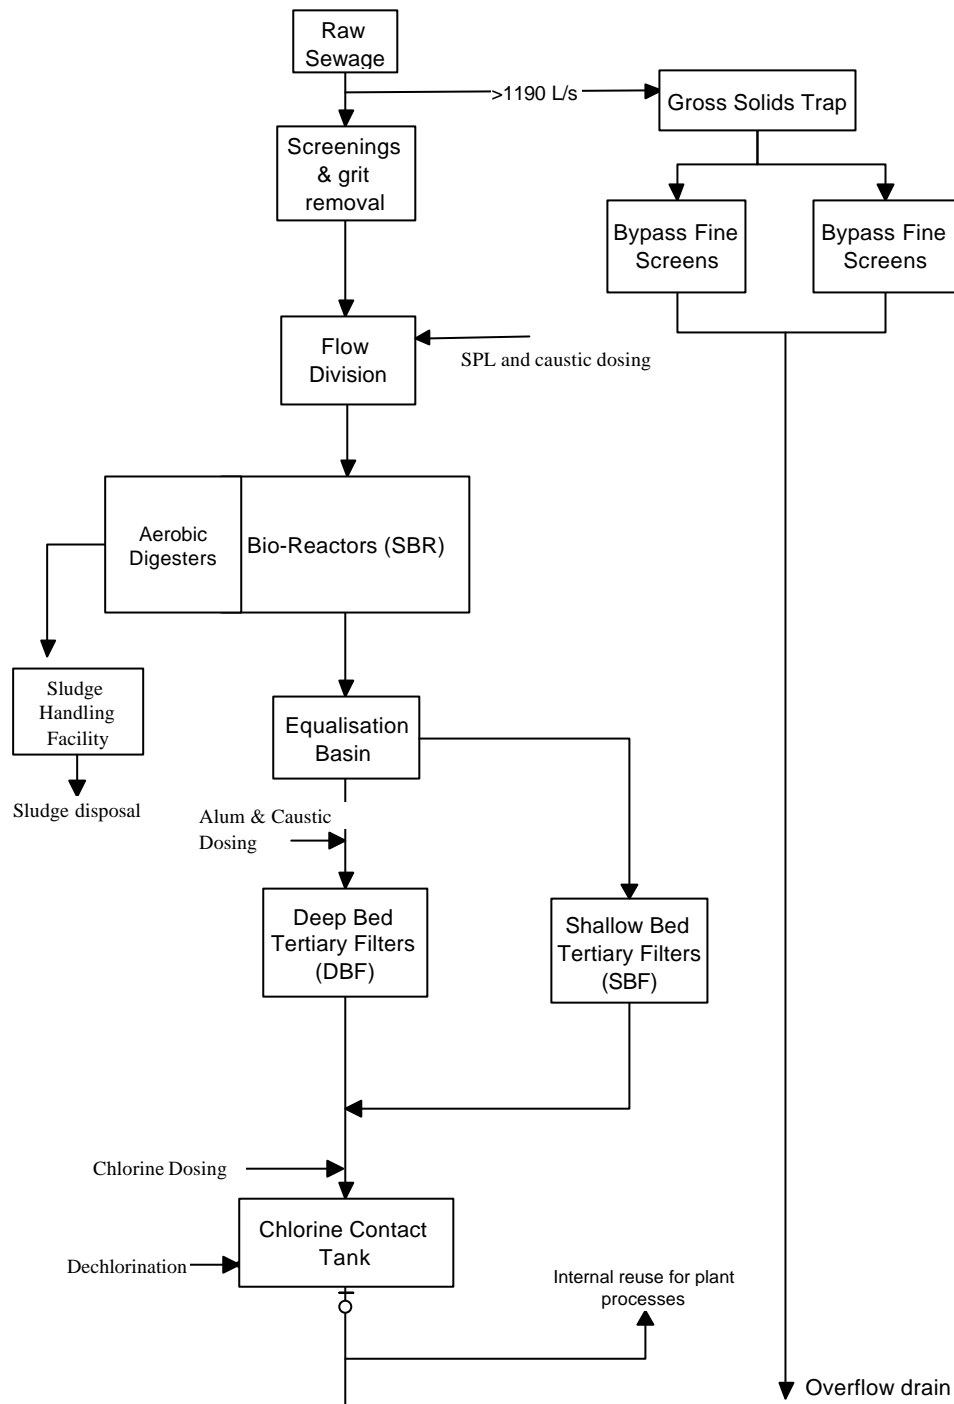 Raw
Sewage
>1190 L/s
Gross Solids Trap
Screenings
& grit
removal
Bypass Fine
Screens
Bypass Fine
Screens
Flow
Division
SPL and caustic dosing
Aerobic
Digesters
Bio-Reactors (SBR)
Sludge
Handling
Facility
Sludge disposal
Equalisation
Basin
Alum & Caustic
Dosing
Deep Bed
Tertiary Filters
(DBF)
Shallow Bed
Tertiary Filters
(SBF)
Chlorine Dosing
Chlorine Contact
Tank
Dechlorination
Internal reuse for plant
processes
Overflow drain